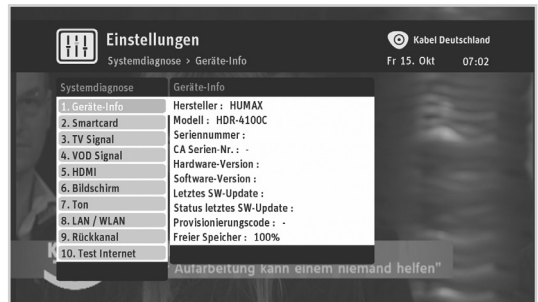 Einstellungen
Systemdiagnose > Geräte-Info
Kabel Deutschland
Fr 15. Okt 07:02
Systemdiagnose
1. Geräte-Info
2. Smartcard
3. TV Signal
4. VOD Signal
5. HDMI
6. Bildschirm
7. Ton
8. LAN / WLAN
9. Rückkanal
10. Test Internet
Geräte-Info
Hersteller : HUMAX
Modell : HDR-4100C
Seriennummer :
CA Serien-Nr. : -
Hardware-Version :
Software-Version :
Letztes SW-Update :
Status letztes SW-Update :
Provisionierungscode : -
Freier Speicher : 100%
"Aufarbeitung kann einem niemand helfen"